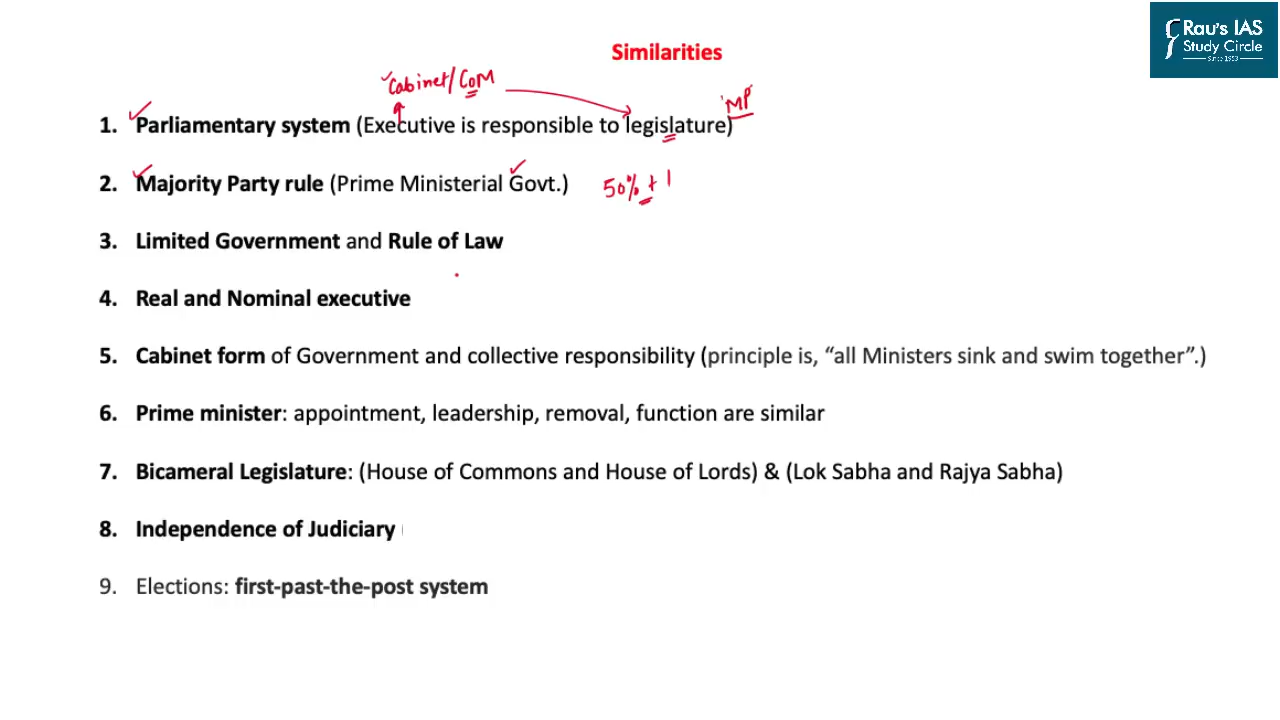 Rau's IAS
Study Circle
Since 1953
Similarities
Cabinet/CoM
MP
1. Parliamentary system (Executive is responsible to legislature)
2. Majority Party rule (Prime Ministerial Govt.) 50% + 1
3. Limited Government and Rule of Law
4. Real and Nominal executive
5. Cabinet form of Government and collective responsibility (principle is, “all Ministers sink and swim together”.)
6. Prime minister: appointment, leadership, removal, function are similar
7. Bicameral Legislature: (House of Commons and House of Lords) & (Lok Sabha and Rajya Sabha)
8. Independence of Judiciary (
9. Elections: first-past-the-post system